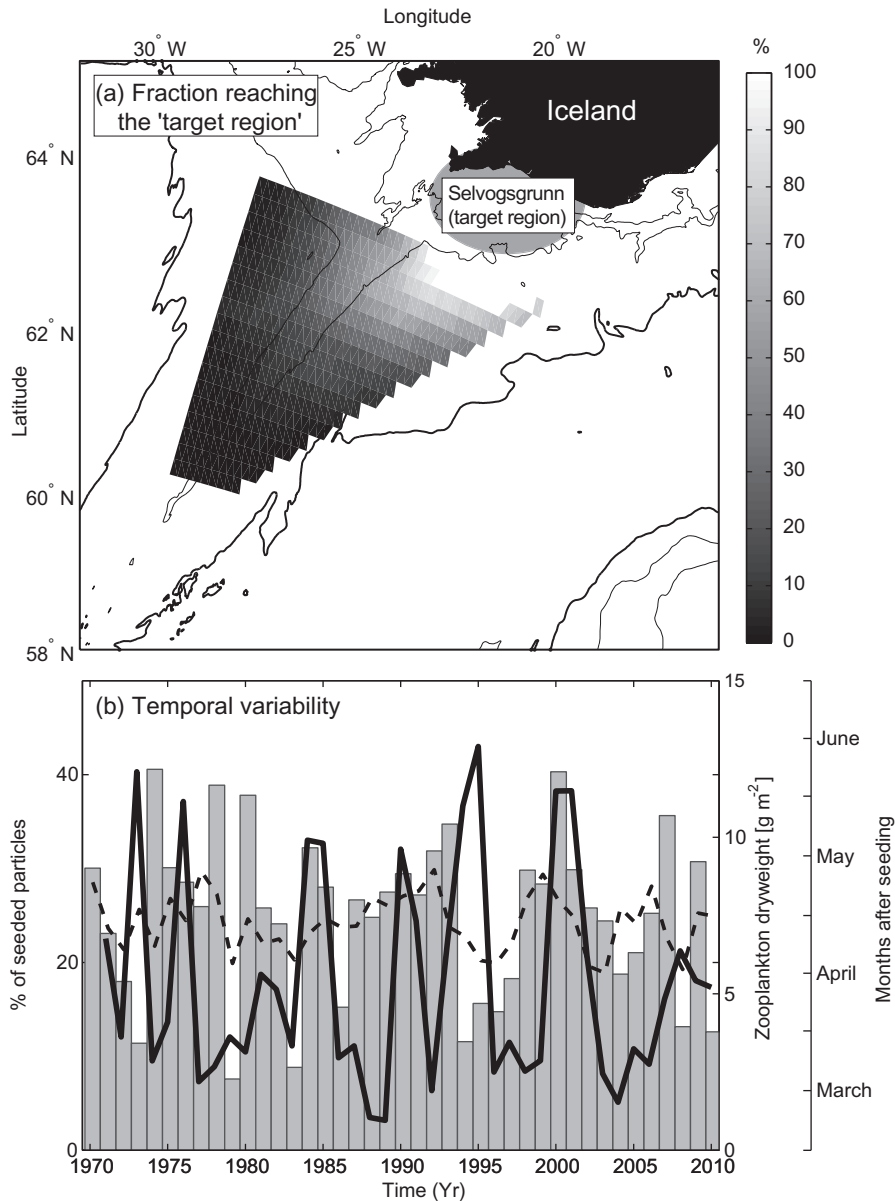 Longitude
30° W 25° W 20° W
%
(a) Fraction reaching
the 'target region'
Iceland
Selvogsgrunn
(target region)
64° N
62° N
60° N
58° N
Latitude
100
90
80
70
60
50
40
30
20
10
0
(b) Temporal variability
% of seeded particles
40
20
0
15
10
5
0
Zooplankton dryweight [g m⁻²]
June
May
April
March
Months after seeding
1970 1975 1980 1985 1990 1995 2000 2005 2010
Time (Yr)